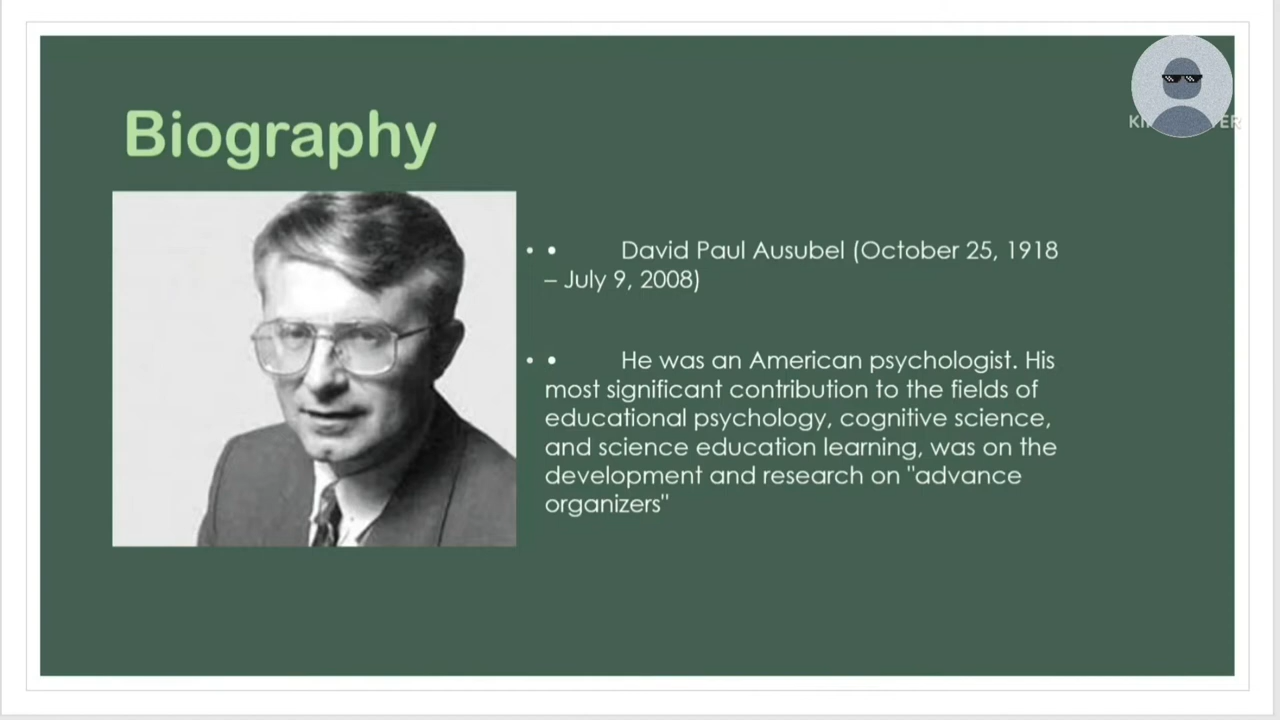 Biography
• • David Paul Ausubel (October 25, 1918
– July 9, 2008)
• • He was an American psychologist. His
most significant contribution to the fields of
educational psychology, cognitive science,
and science education learning, was on the
development and research on "advance
organizers"